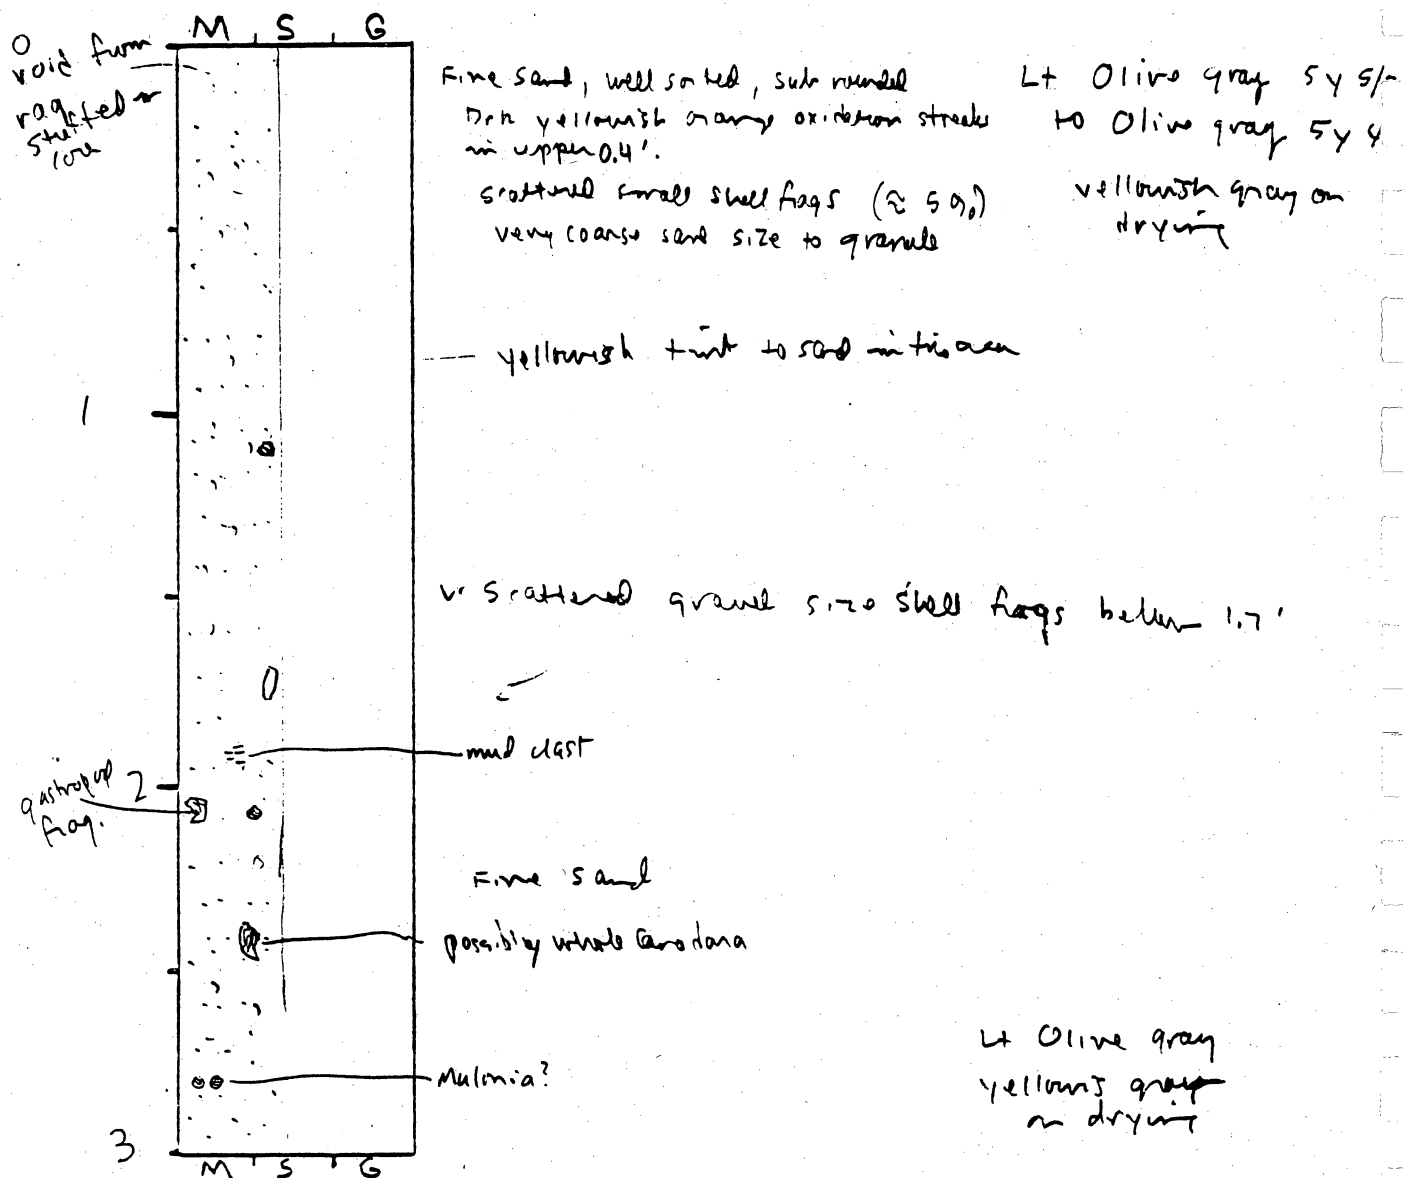 M S G
0
void from
rag stuffed in
core
Fine sand, well sorted, sub rounded
Drk yellowish orange oxidation streaks
in upper 0.4'.
scattered small shell frags (≈ 5%)
very coarse sand size to granule
Lt Olive gray 5y 5/
to Olive gray 5y 4
yellowish gray on
drying
yellowish tint to sand in this area
1
v. scattered gravel size shell frags below 1.7'
mud clast
gastropod
frag.
2
Fine sand
possibly whole
Mulinia?
Lt Olive gray
yellowis gray
on drying
3
M S G